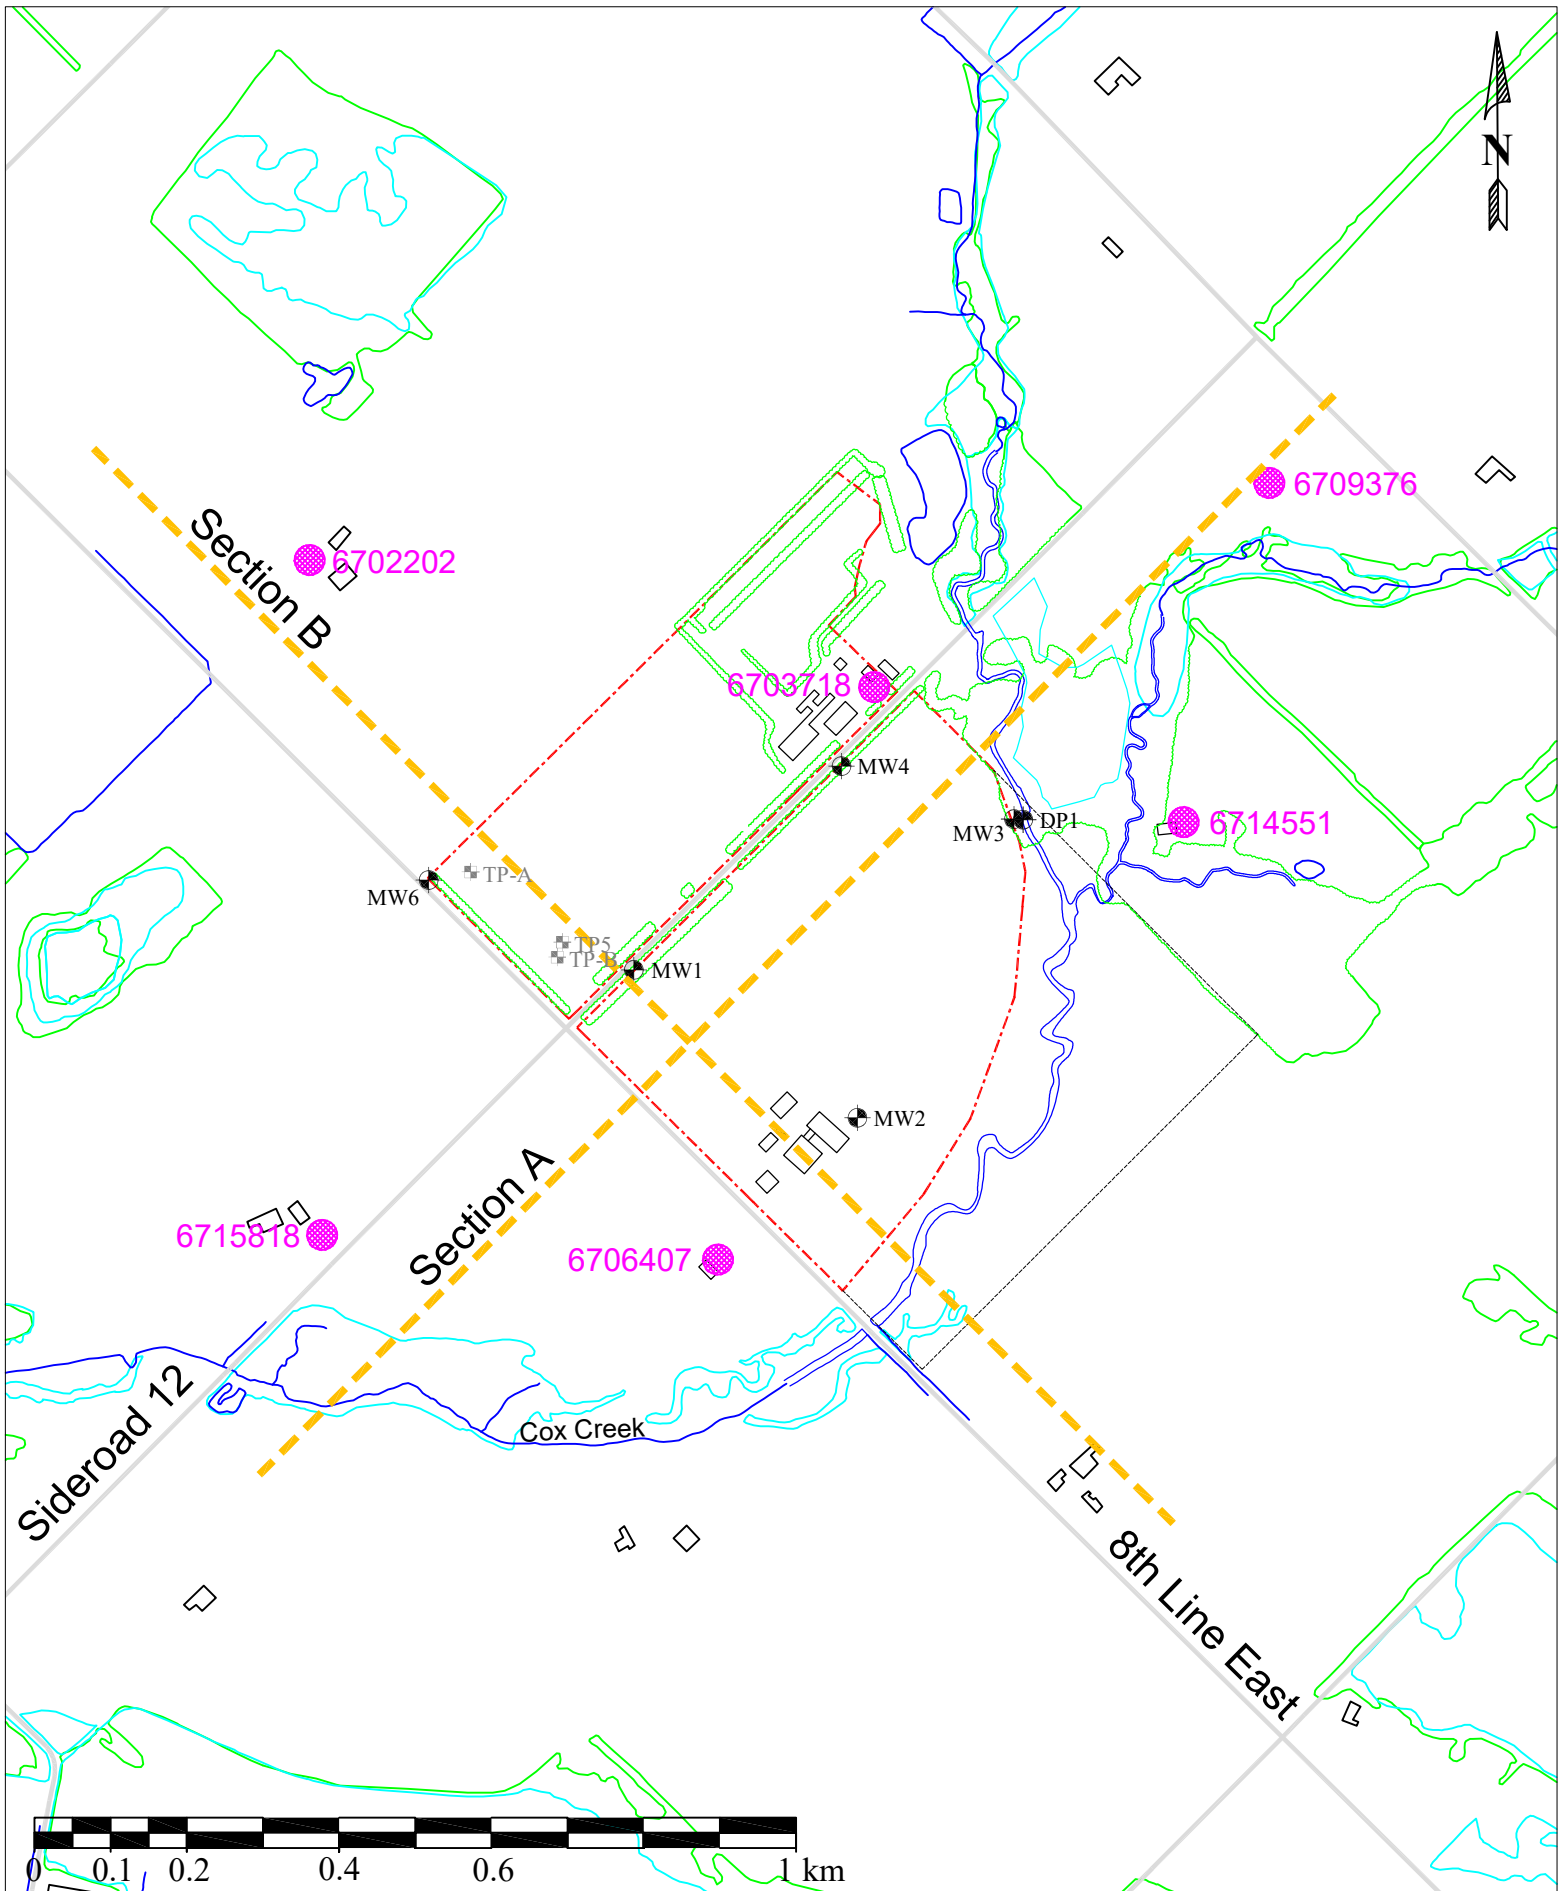 N
6709376
Section B
6702202
6703718
MW4
MW3
DP1
6714551
TP-A
MW6
TP5
TP-B
MW1
MW2
Section A
6715818
6706407
Sideroad 12
Cox Creek
8th Line East
0 0.1 0.2 0.4 0.6 1 km